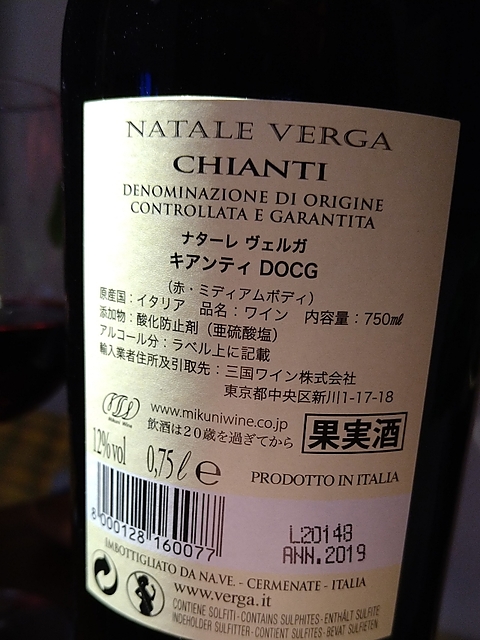 NATALE VERGA
CHIANTI
DENOMINAZIONE DI ORIGINE
CONTROLLATA E GARANTITA
ナターレ ヴェルガ
キアンティ DOCG
(赤・ミディアムボディ)
原産国：イタリア 品名：ワイン 内容量：750㎖
添加物：酸化防止剤（亜硫酸塩）
アルコール分：ラベル上に記載
輸入業者住所及引取先：三国ワイン株式会社
東京都中央区新川1-17-18
Mikuni Wine
www.mikuniwine.co.jp
飲酒は20歳を過ぎてから
果実酒
12%vol 0,75 ℓ e
PRODOTTO IN ITALIA
8 000128 160077
L20148
ANN.2019
IMBOTTIGLIATO DA NA.VE. - CERMENATE - ITALIA
www.verga.it
CONTIENE SOLFITI - CONTAINS SULPHITES - ENTHÄLT SULFITE
INDEHOLDER SULFITTER - CONTIENT SULFITES - BEVAT SULFIETEN